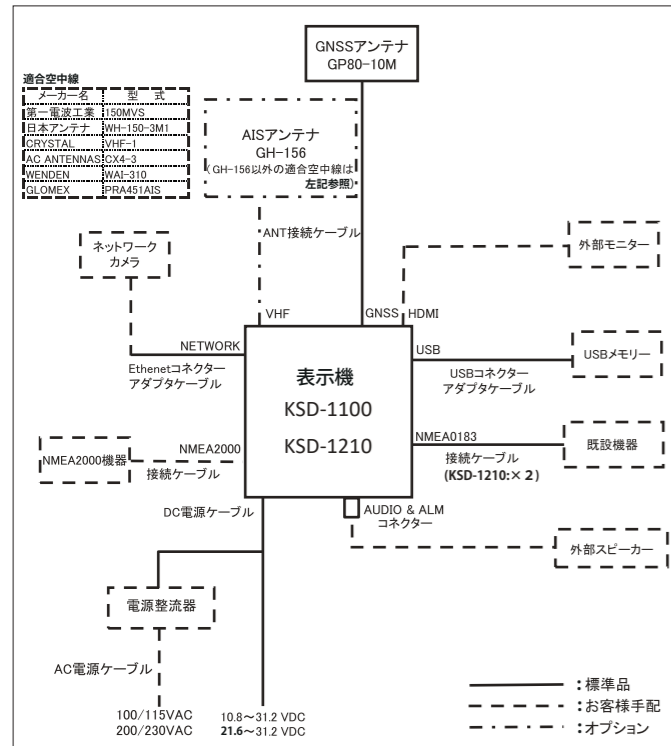 GNSSアンテナ
GP80-10M
適合空中線
メーカー名 型 式
第一電波工業 150MVS
日本アンテナ WH-150-3M1
CRYSTAL VHF-1
AC ANTENNAS CX4-3
WENDEN WAI-310
GLOMEX PRA451AIS
AISアンテナ
GH-156
(GH-156以外の適合空中線は
左記参照)
ANT接続ケーブル
ネットワーク
カメラ
外部モニター
VHF
GNSS
HDMI
NETWORK
Ethenetコネクター
アダプタケーブル
表示機
KSD-1100
KSD-1210
USB
USBコネクター
アダプタケーブル
USBメモリー
NMEA2000機器
NMEA2000
接続ケーブル
NMEA0183
接続ケーブル
(KSD-1210:×2)
既設機器
DC電源ケーブル
AUDIO & ALM
コネクター
外部スピーカー
電源整流器
AC電源ケーブル
100/115VAC
200/230VAC
10.8～31.2 VDC
21.6～31.2 VDC
：標準品
：お客様手配
：オプション